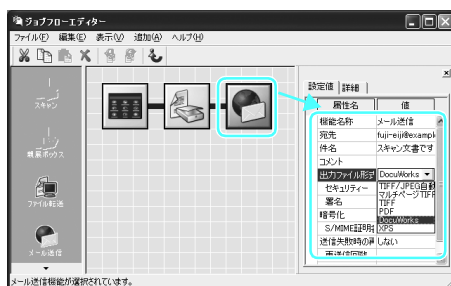 ジョブフローエディター
ファイル(F) 編集(E) 表示(V) 追加(A) ヘルプ(H)
スキャン
親展ボックス
ファイル転送
メール送信
設定値 詳細
属性名 値
機能名称 メール送信
宛先 fuji-eiji@exampl
件名 スキャン文書です
コメント
出力ファイル形式 DocuWorks
TIFF/JPEG自動
セキュリティー マルチページTIFF
署名 TIFF
暗号化 PDF
DocuWorks
S/MIME証明 XPS
送信失敗時の再 しない
再送信回数
メール送信機能が選択されています。